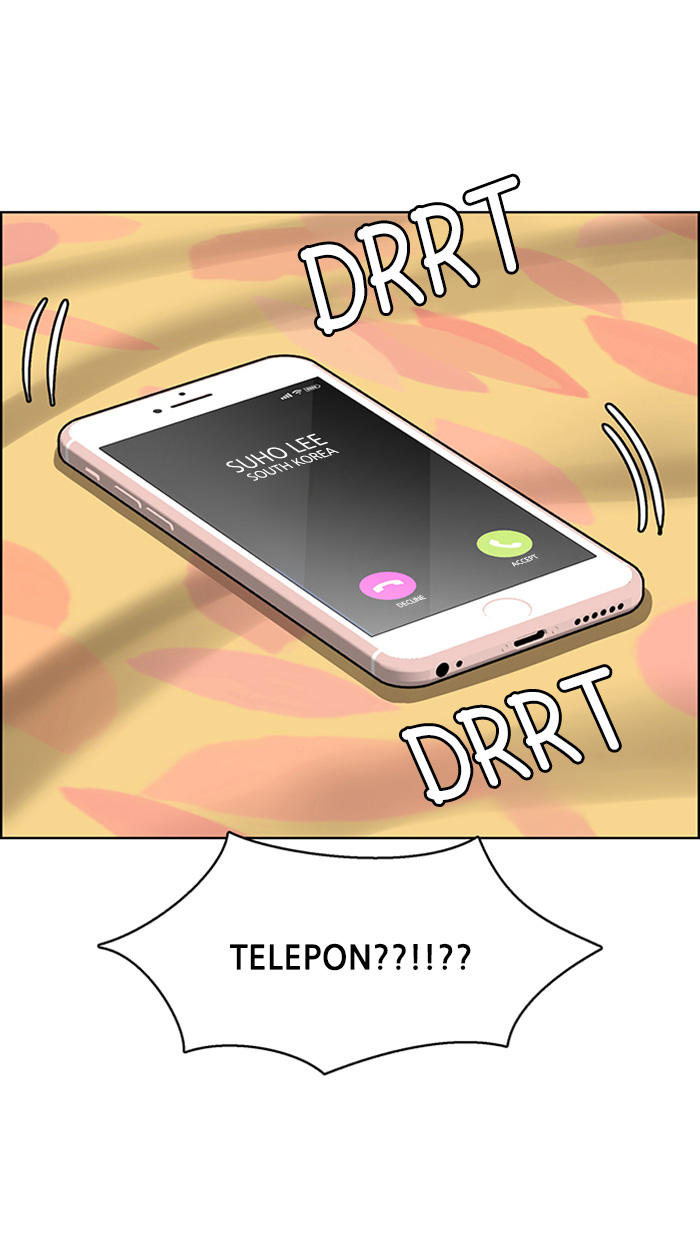 DRRT
SUHO LEE
SOUTH KOREA
ACCEPT
DECLINE
DRRT
TELEPON??!!??